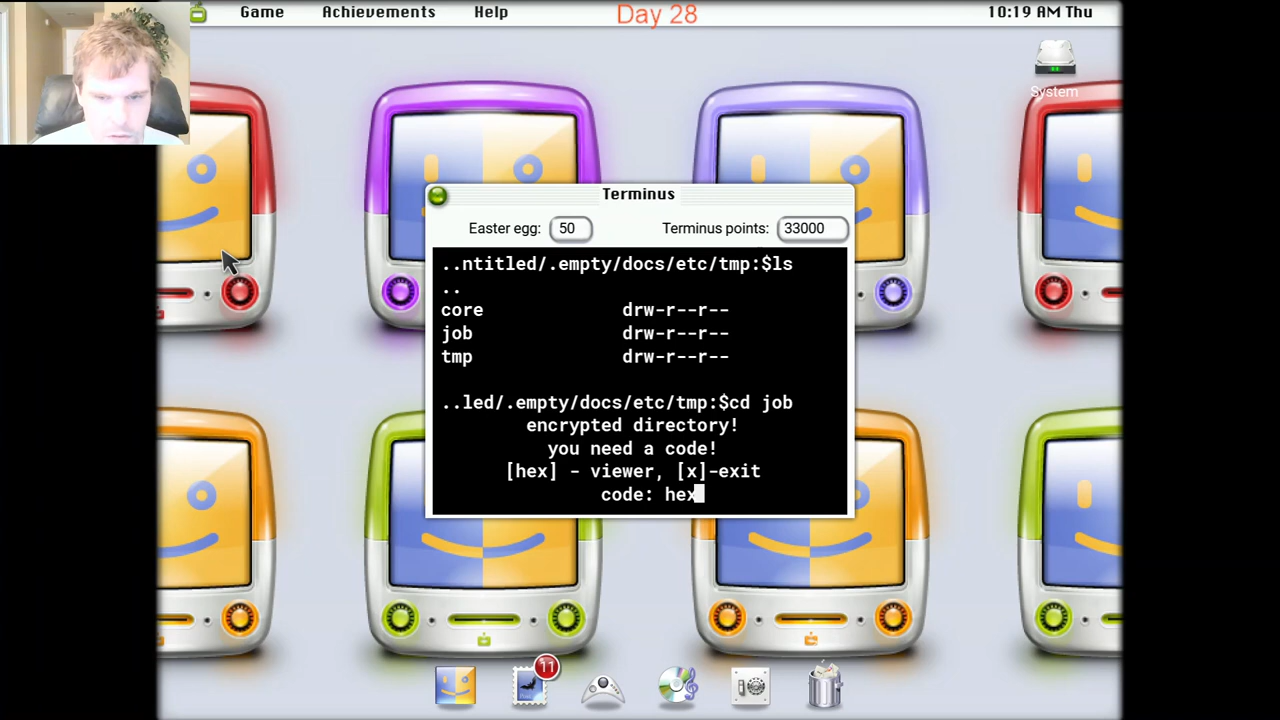 Game Achievements Help Day 28 10:19 AM Thu
System
Terminus
Easter egg: 50 Terminus points: 33000
..ntitled/.empty/docs/etc/tmp:$ls
..
core drw-r--r--
job drw-r--r--
tmp drw-r--r--
..led/.empty/docs/etc/tmp:$cd job
encrypted directory!
you need a code!
[hex] - viewer, [x]-exit
code: hex
11